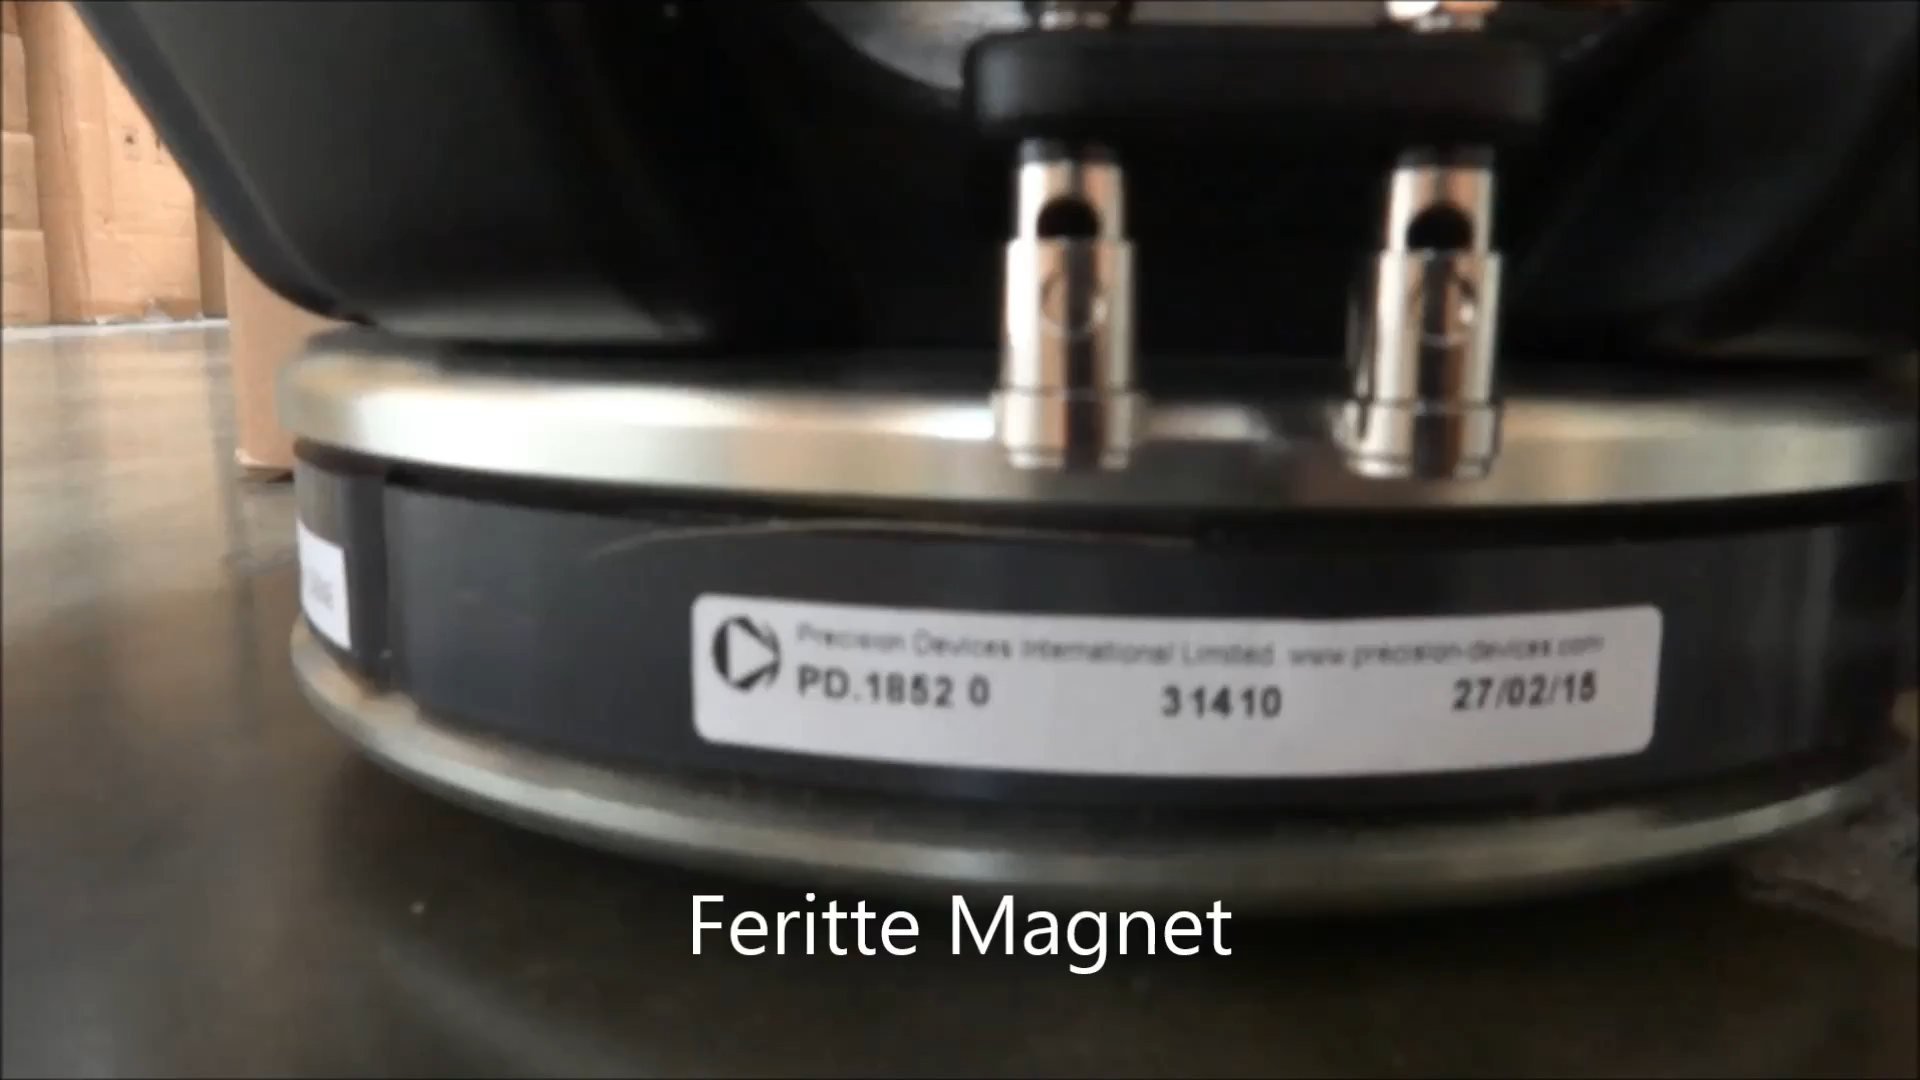 Precision Devices International Limited www.precision-devices.com
PD.1852 0 31410 27/02/15
Feritte Magnet